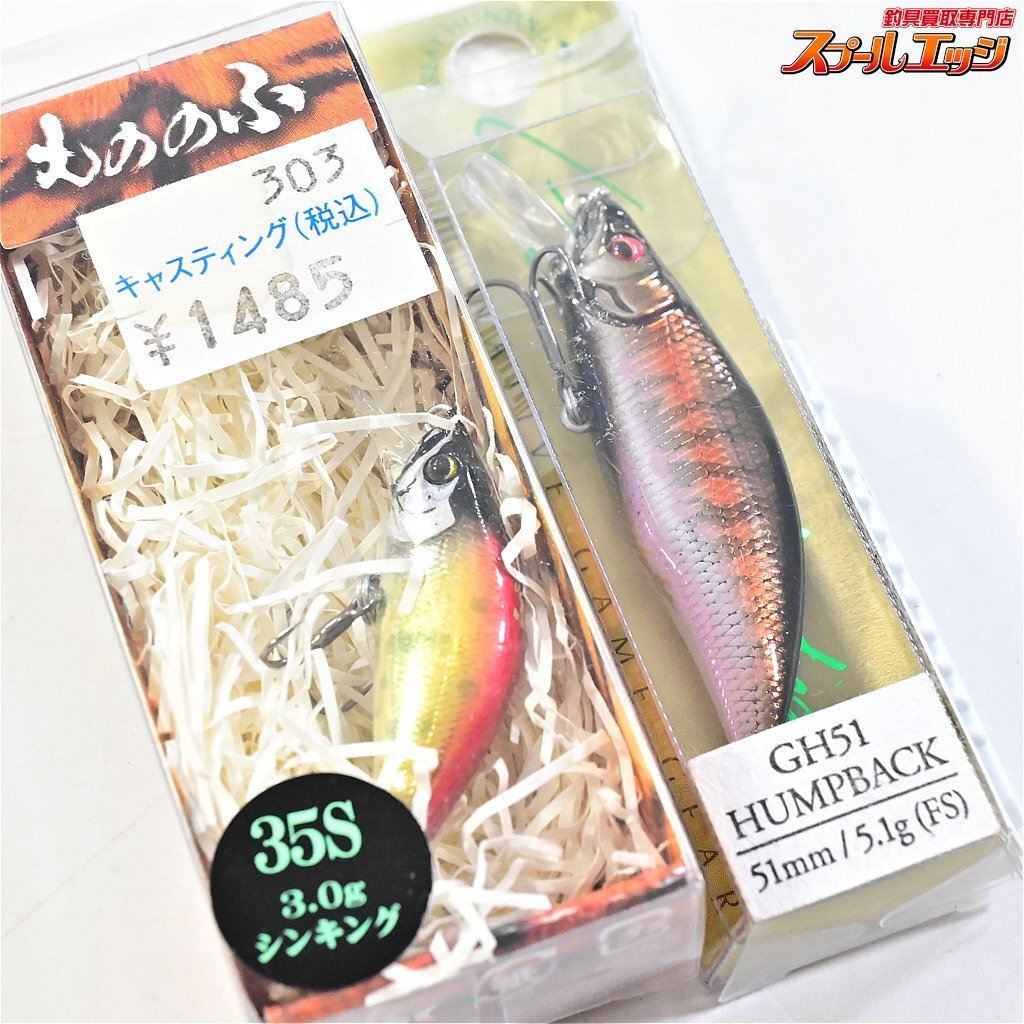 釣具買取専門店
スプールエッジ
もののふ
303
キャスティング(税込)
¥1485
35S
3.0g
シンキング
GH51
HUMPBACK
51mm / 5.1g (FS)
GAME GEAR